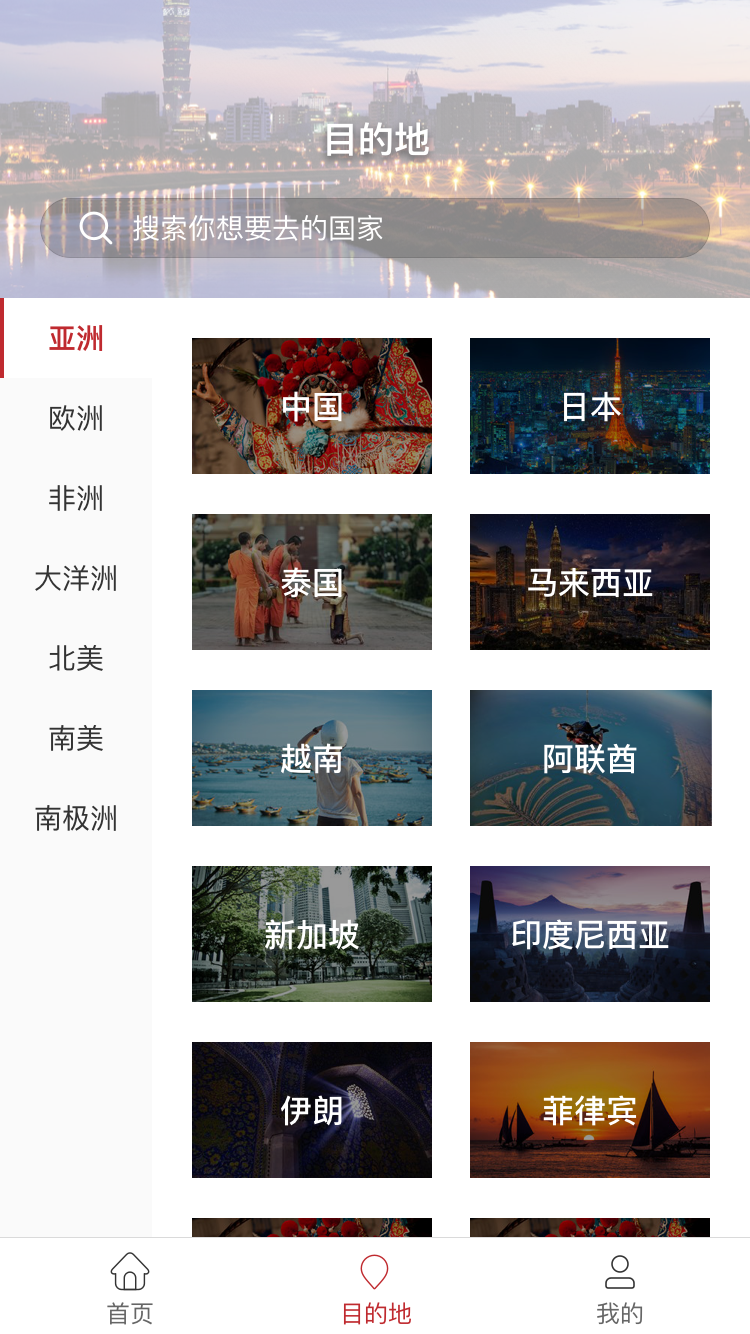 目的地
搜索你想要去的国家
亚洲
欧洲
非洲
大洋洲
北美
南美
南极洲
中国
日本
泰国
马来西亚
越南
阿联酋
新加坡
印度尼西亚
伊朗
菲律宾
首页
目的地
我的